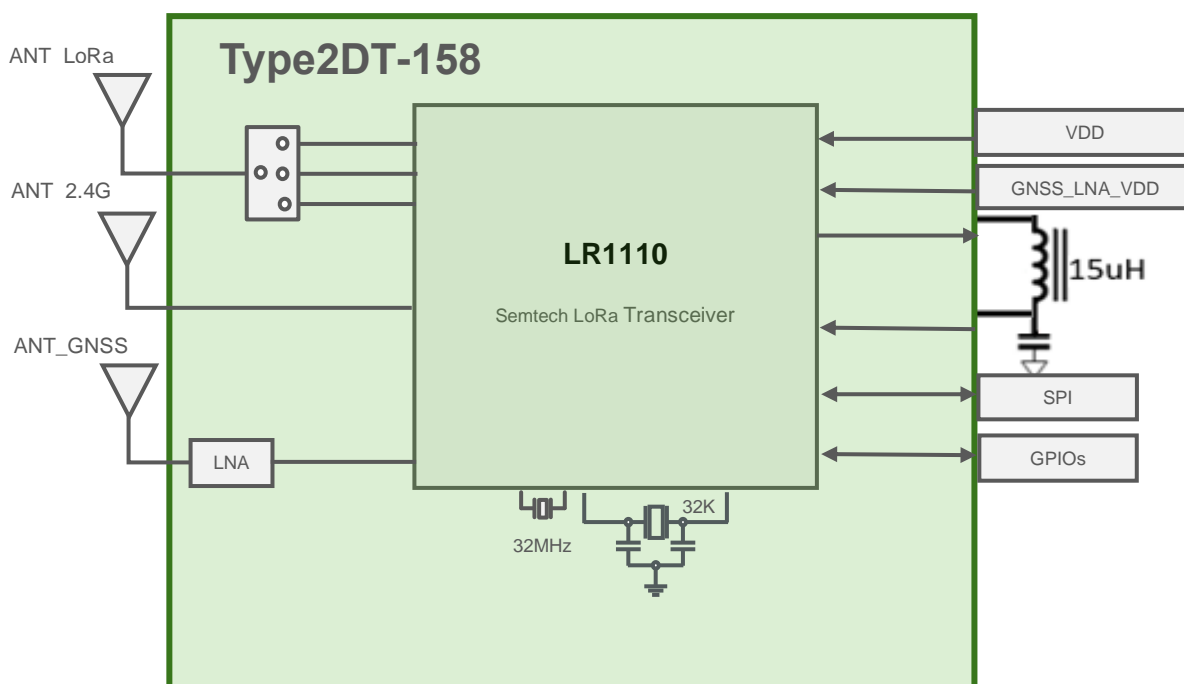 Type2DT-158
ANT LoRa
ANT 2.4G
ANT_GNSS
LNA
LR1110
Semtech LoRa Transceiver
VDD
GNSS_LNA_VDD
15uH
SPI
GPIOs
32MHz
32K